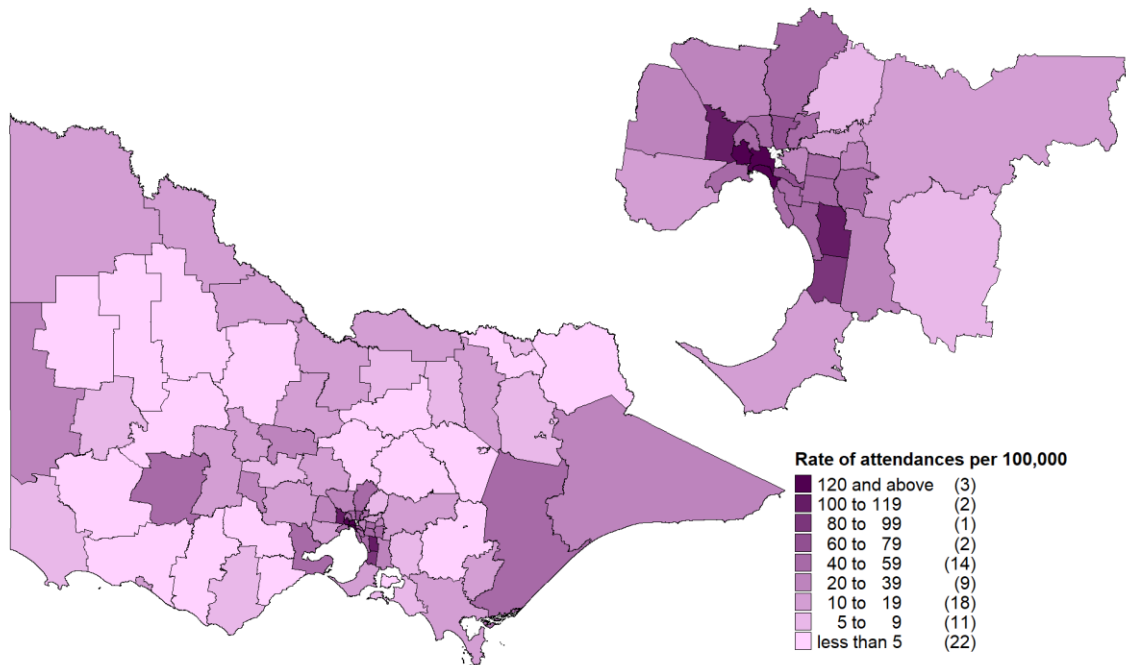 Rate of attendances per 100,000
120 and above (3)
100 to 119 (2)
80 to 99 (1)
60 to 79 (2)
40 to 59 (14)
20 to 39 (9)
10 to 19 (18)
5 to 9 (11)
less than 5 (22)